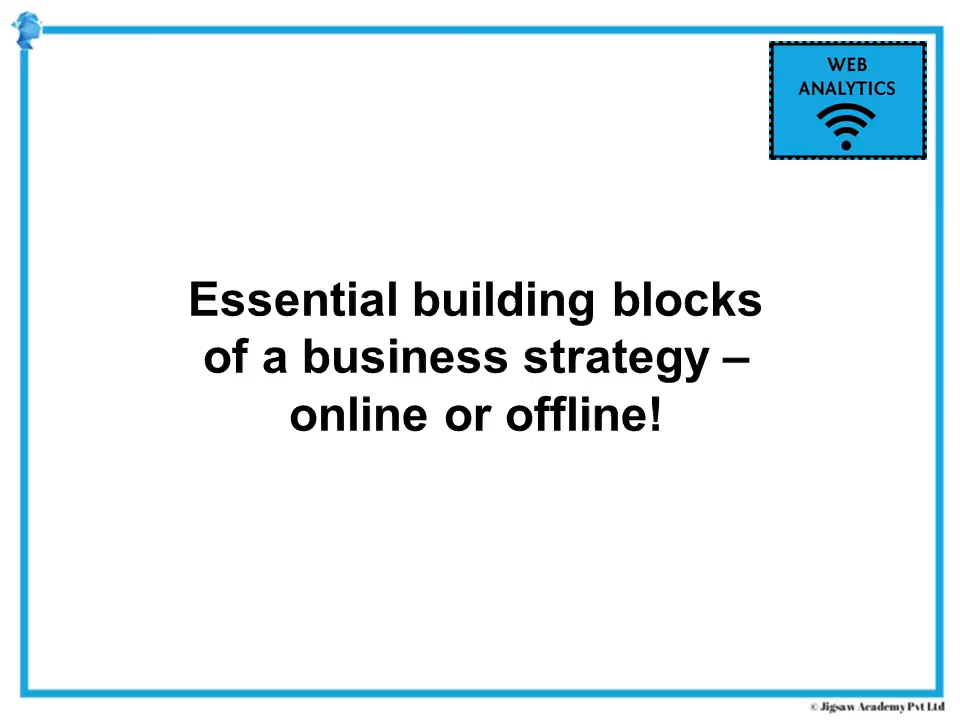 WEB
ANALYTICS
Essential building blocks
of a business strategy –
online or offline!
© Jigsaw Academy Pvt Ltd